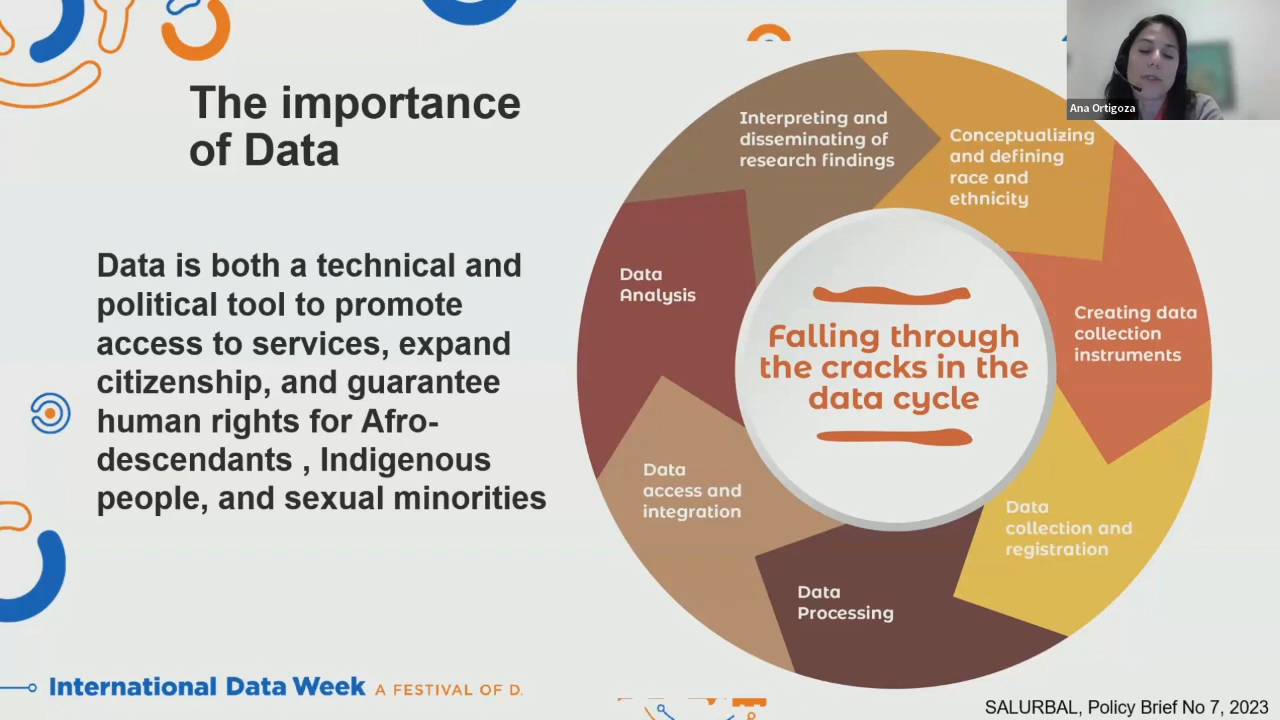 The importance
of Data
Data is both a technical and
political tool to promote
access to services, expand
citizenship, and guarantee
human rights for Afro-
descendants , Indigenous
people, and sexual minorities
Interpreting and
disseminating of
research findings
Conceptualizing
and defining
race and
ethnicity
Creating data
collection
instruments
Data
collection and
registration
Data
Processing
Data
access and
integration
Data
Analysis
Falling through
the cracks in the
data cycle
Ana Ortigoza
International Data Week A FESTIVAL OF D
SALURBAL, Policy Brief No 7, 2023